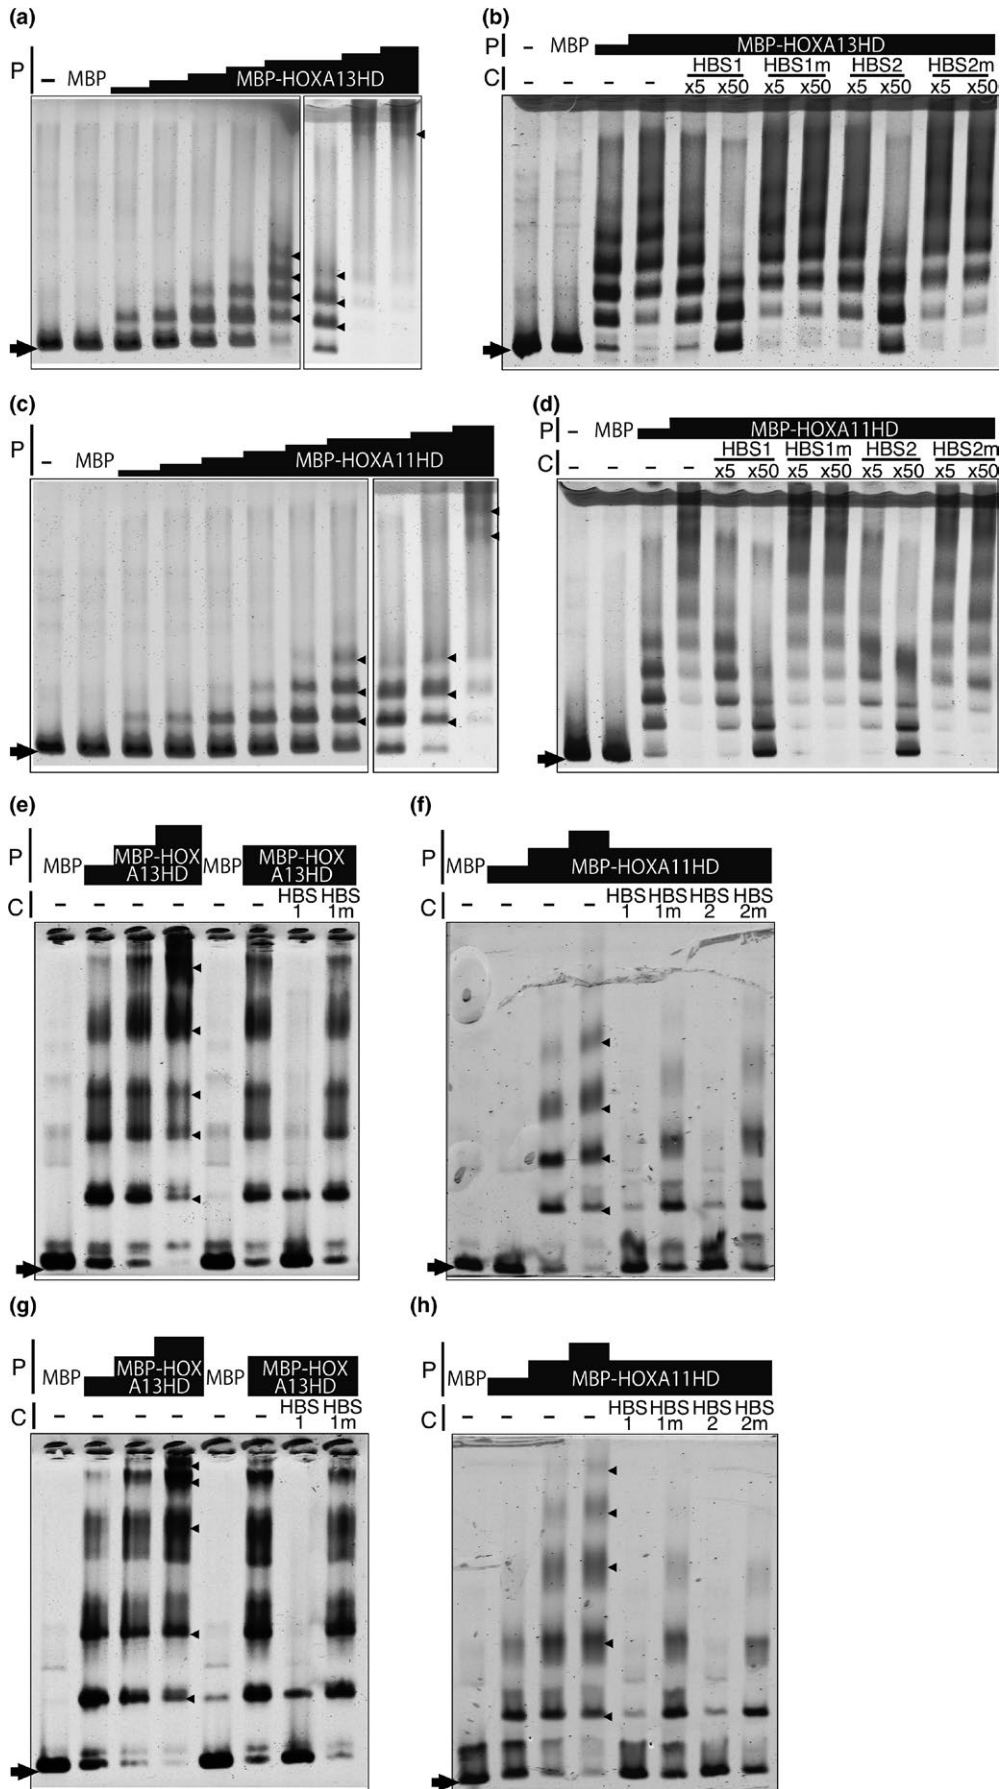 (a)
P
– MBP MBP-HOXA13HD
(b)
P – MBP MBP-HOXA13HD
HBS1 HBS1m HBS2 HBS2m
C – – – – x5 x50 x5 x50 x5 x50 x5 x50
(c)
P
– MBP MBP-HOXA11HD
(d)
P – MBP MBP-HOXA11HD
HBS1 HBS1m HBS2 HBS2m
C – – – – x5 x50 x5 x50 x5 x50 x5 x50
(e)
P MBP MBP-HOX MBP MBP-HOX
A13HD A13HD
HBS HBS
C – – – – – – 1 1m
(f)
P MBP MBP-HOXA11HD
HBS HBS HBS HBS
C – – – – 1 1m 2 2m
(g)
P MBP MBP-HOX MBP MBP-HOX
A13HD A13HD
HBS HBS
C – – – – – – 1 1m
(h)
P MBP MBP-HOXA11HD
HBS HBS HBS HBS
C – – – – 1 1m 2 2m